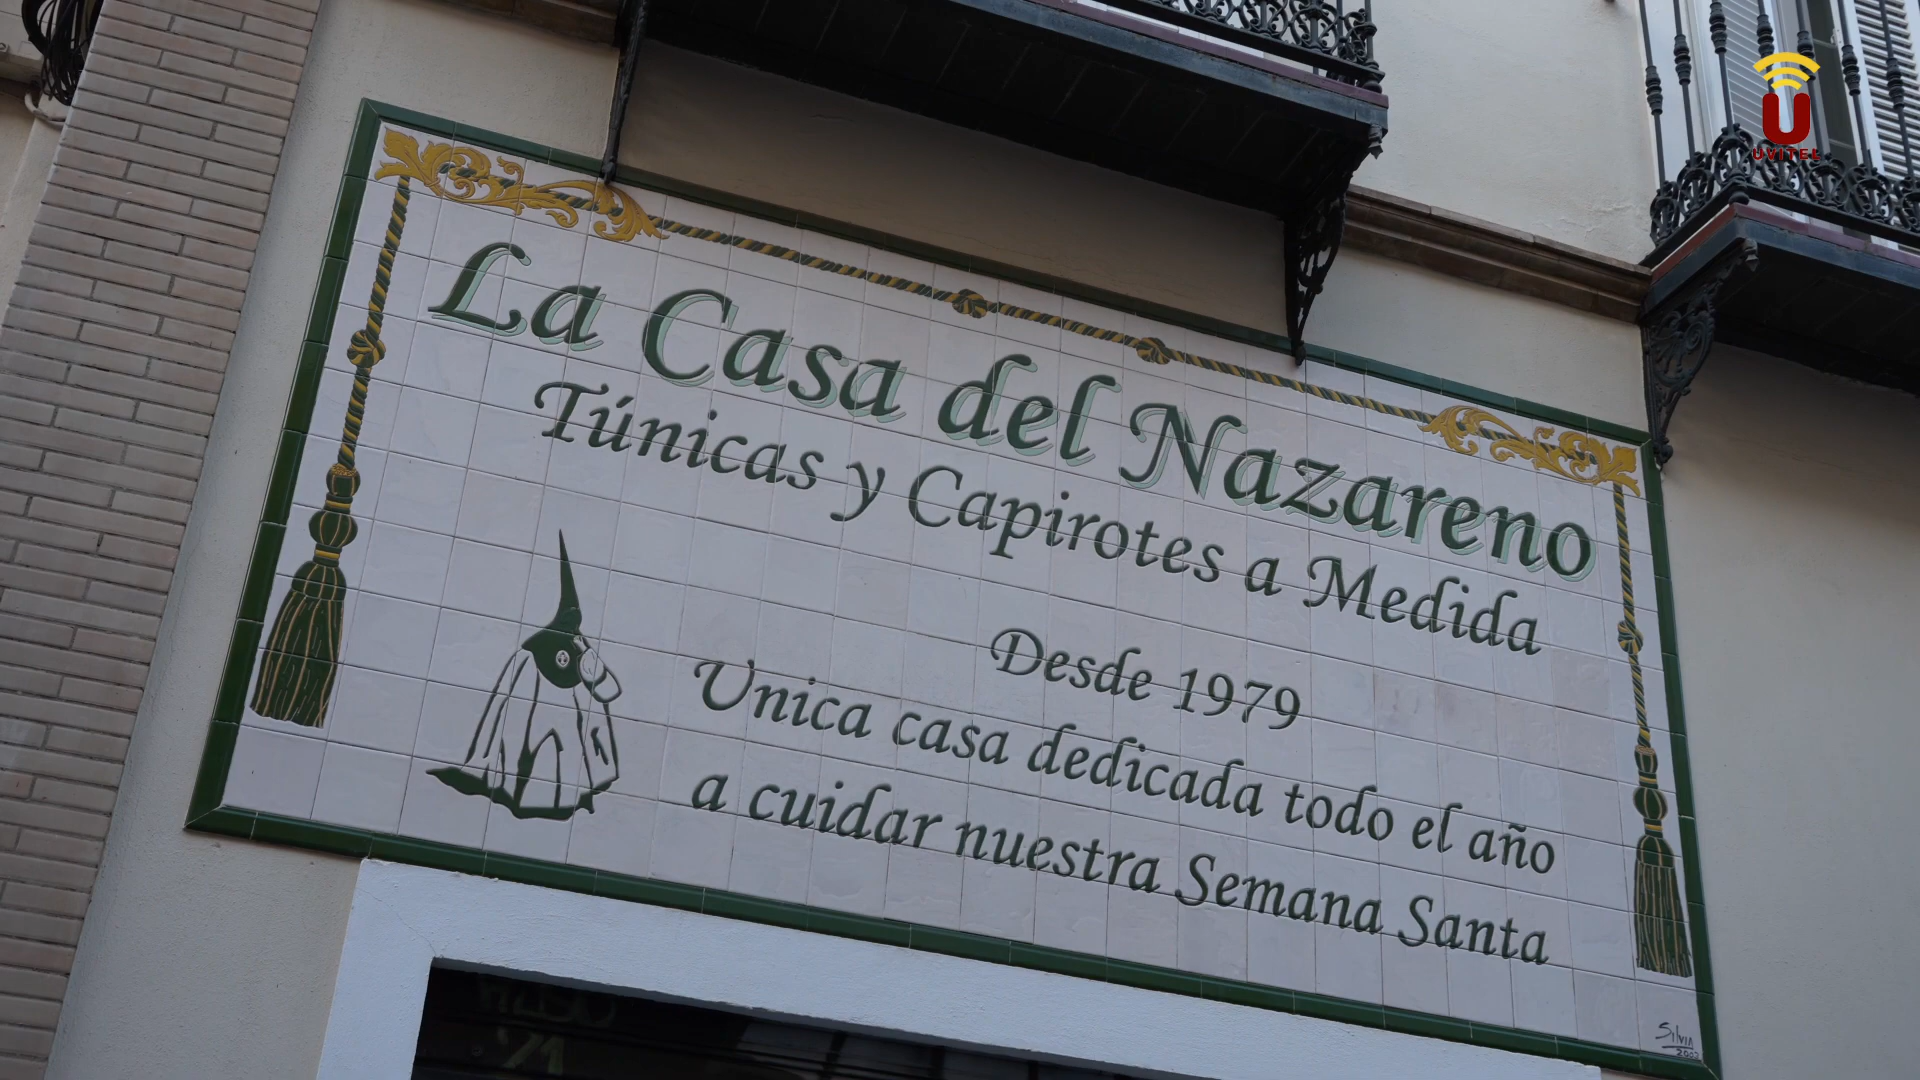 La Casa del Nazareno
Túnicas y Capirotes a Medida
Desde 1979
Unica casa dedicada todo el año
a cuidar nuestra Semana Santa
Silvia
U
UVITEL